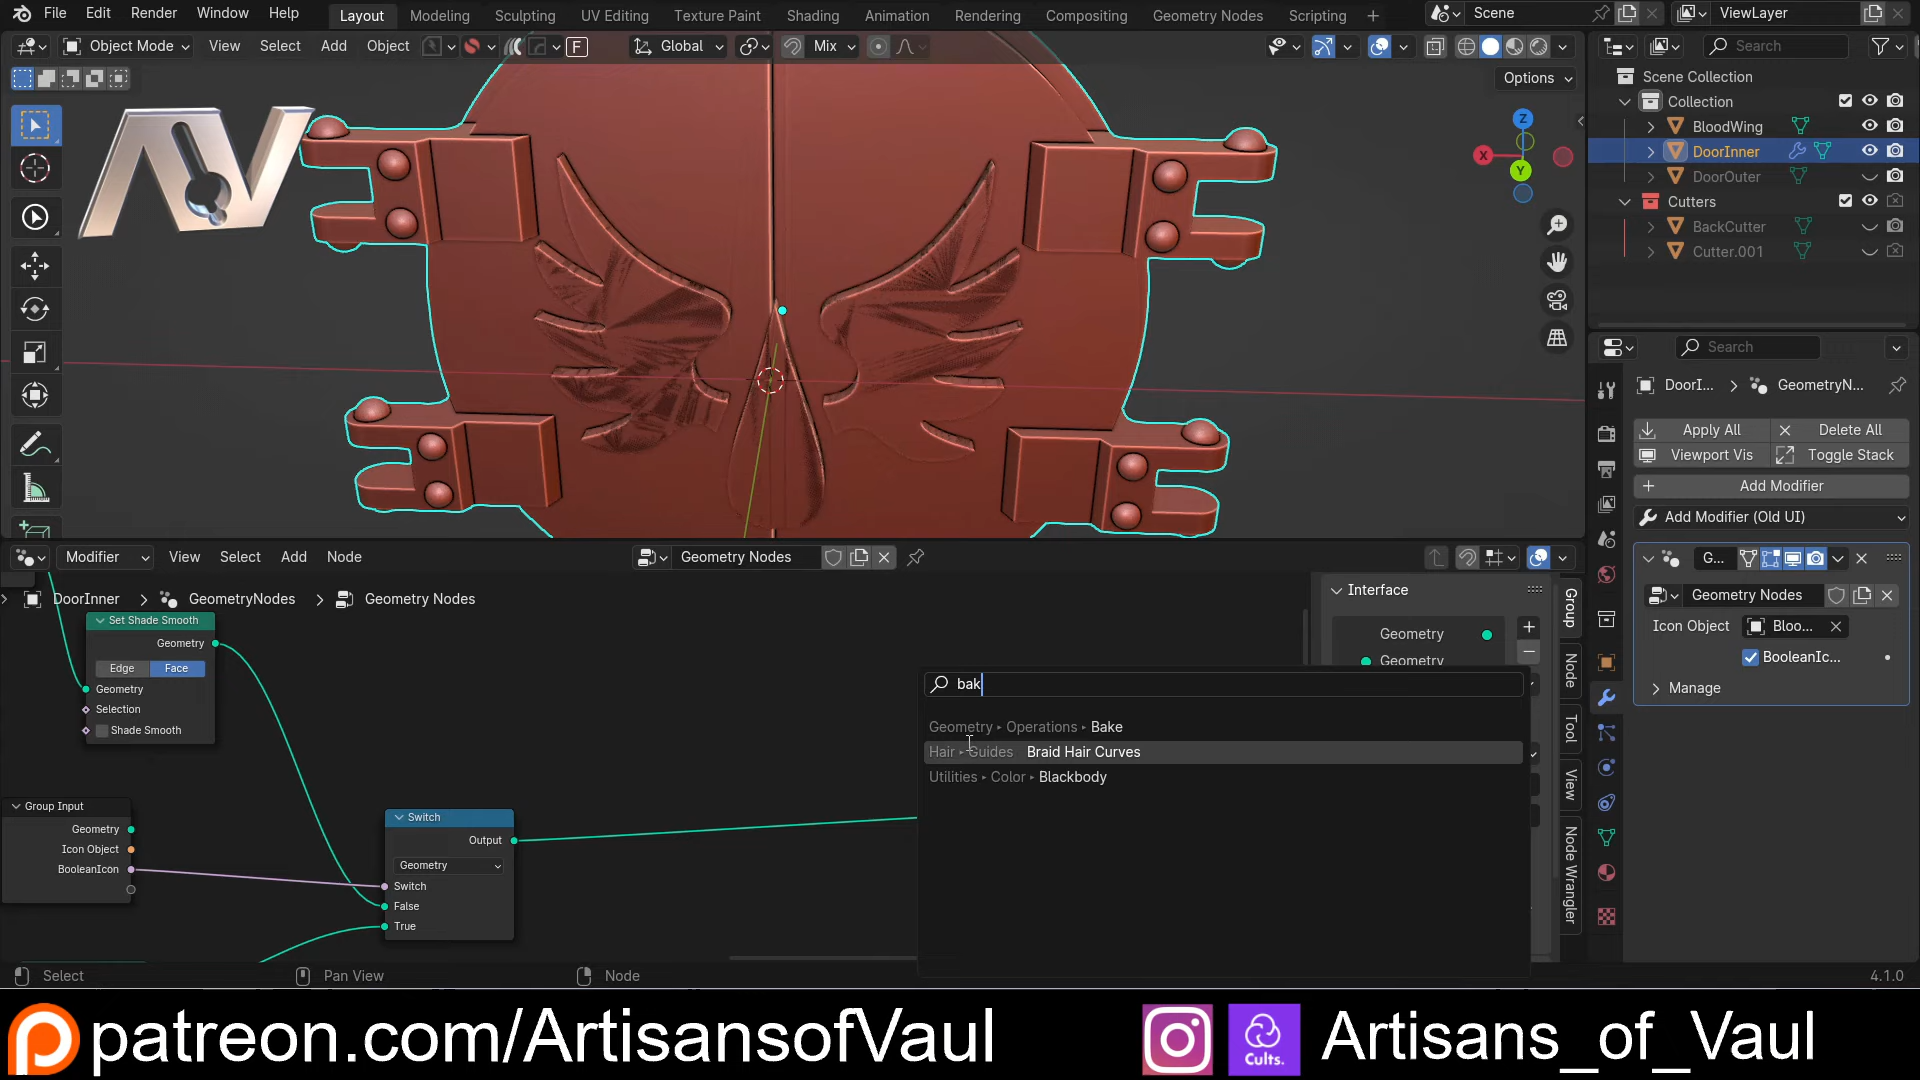 File Edit Render Window Help Layout Modeling Sculpting UV Editing Texture Paint Shading Animation Rendering Compositing Geometry Nodes Scripting Scene ViewLayer
Object Mode View Select Add Object F Global Mix Search
Options
Scene Collection
Collection
BloodWing
DoorInner
DoorOuter
Cutters
BackCutter
Cutter.001
Z
X
Y
Search
DoorI... GeometryN...
Apply All Delete All
Viewport Vis Toggle Stack
Add Modifier
Add Modifier (Old UI)
G...
Geometry Nodes
Icon Object Bloo...
BooleanIc...
Manage
Modifier View Select Add Node Geometry Nodes
DoorInner GeometryNodes Geometry Nodes
Interface
Geometry
Geometry
Group
Node
Tool
View
Node Wrangler
Set Shade Smooth
Geometry
Edge Face
Geometry
Selection
Shade Smooth
Group Input
Geometry
Icon Object
BooleanIcon
Switch
Output
Geometry
Switch
False
True
bak
Geometry Operations Bake
Hair Guides Braid Hair Curves
Utilities Color Blackbody
Select Pan View Node 4.1.0
patreon.com/ArtisansofVaul Cults. Artisans_of_Vaul